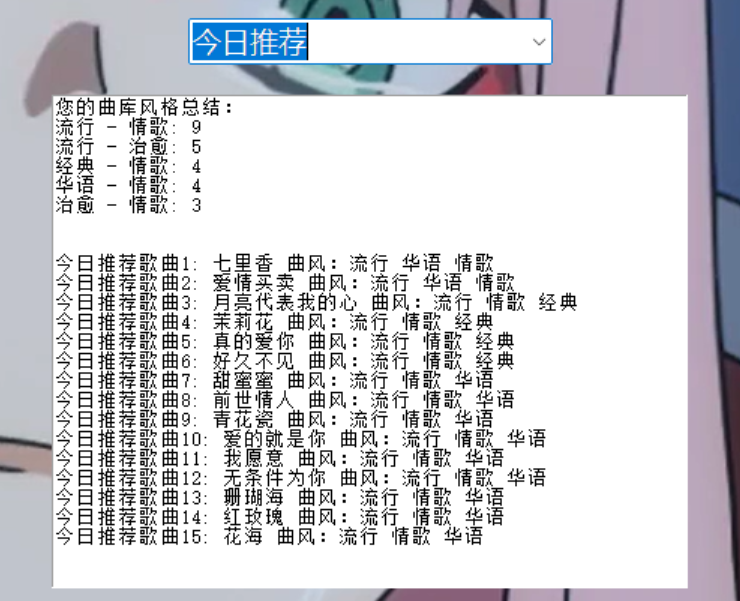 今日推荐
您的曲库风格总结:
流行 - 情歌: 9
流行 - 治愈: 5
经典 - 情歌: 4
华语 - 情歌: 4
治愈 - 情歌: 3
今日推荐歌曲1: 七里香 曲风: 流行 华语 情歌
今日推荐歌曲2: 爱情买卖 曲风: 流行 华语 情歌
今日推荐歌曲3: 月亮代表我的心 曲风: 流行 情歌 经典
今日推荐歌曲4: 茉莉花 曲风: 流行 情歌 经典
今日推荐歌曲5: 真的爱你 曲风: 流行 情歌 经典
今日推荐歌曲6: 好久不见 曲风: 流行 情歌 经典
今日推荐歌曲7: 甜蜜蜜 曲风: 流行 情歌 华语
今日推荐歌曲8: 前世情人 曲风: 流行 情歌 华语
今日推荐歌曲9: 青花瓷 曲风: 流行 情歌 华语
今日推荐歌曲10: 爱的就是你 曲风: 流行 情歌 华语
今日推荐歌曲11: 我愿意 曲风: 流行 情歌 华语
今日推荐歌曲12: 无条件为你 曲风: 流行 情歌 华语
今日推荐歌曲13: 珊瑚海 曲风: 流行 情歌 华语
今日推荐歌曲14: 红玫瑰 曲风: 流行 情歌 华语
今日推荐歌曲15: 花海 曲风: 流行 情歌 华语